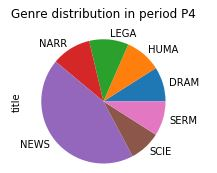 Genre distribution in period P4
LEGA
NARR
HUMA
DRAM
title
SERM
NEWS
SCIE